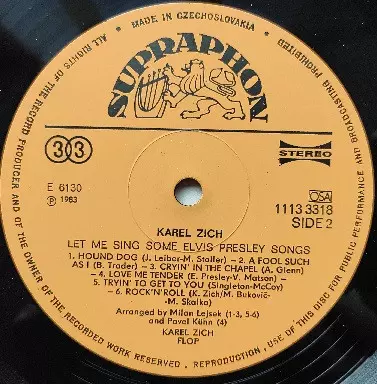 • MADE IN CZECHOSLOVAKIA •
ALL RIGHTS OF THE RECORD PRODUCER AND OF THE OWNER OF THE RECORDED WORK RESERVED . REPRODUCTION . USE OF THIS DISC FOR PUBLIC PERFORMANCE AND BROADCASTING PROHIBITED
SUPRAPHON
33
STEREO
E 6130
℗ 1983
OSA
1113 3318
SIDE 2
KAREL ZICH
LET ME SING SOME ELVIS PRESLEY SONGS
1. HOUND DOG (J. Leiber-M. Stoller) – 2. A FOOL SUCH
AS I (B. Trader) – 3. CRYIN' IN THE CHAPEL (A. Glenn)
– 4. LOVE ME TENDER (E. Presley-V. Matson) –
5. TRYIN' TO GET TO YOU (Singleton-McCoy)
– 6. ROCK'N'ROLL (K. Zich/M. Bukovič-
-M. Skalka)
Arranged by Milan Lejsek (1-3, 5-6)
and Pavel Kühn (4)
KAREL ZICH
FLOP